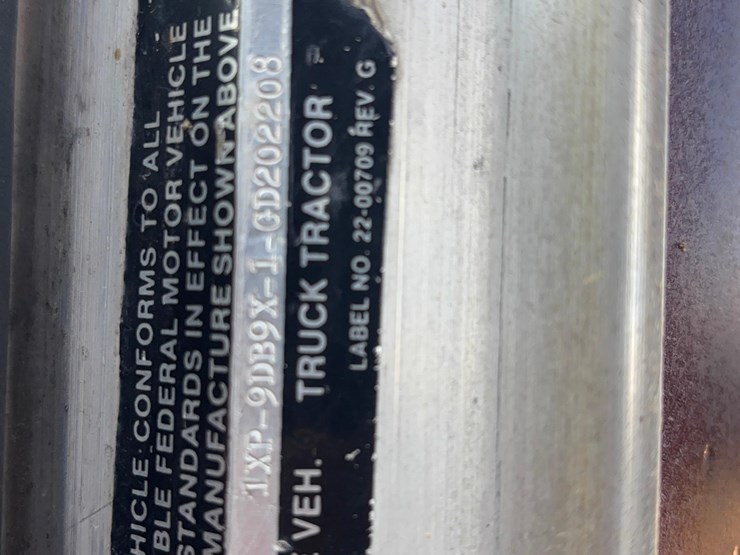 HICLE CONFORMS TO ALL
BLE FEDERAL MOTOR VEHICLE
STANDARDS IN EFFECT ON THE
MANUFACTURE SHOWN ABOVE
1XP-9DB9X-1-GD202208
VEH. TRUCK TRACTOR
LABEL NO. 22-00709 REV. G